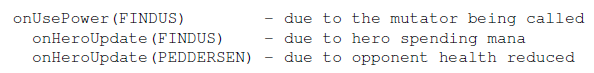 onUsePower(FINDUS) - due to the mutator being called
onHeroUpdate(FINDUS) - due to hero spending mana
onHeroUpdate(PEDDERSEN) - due to opponent health reduced